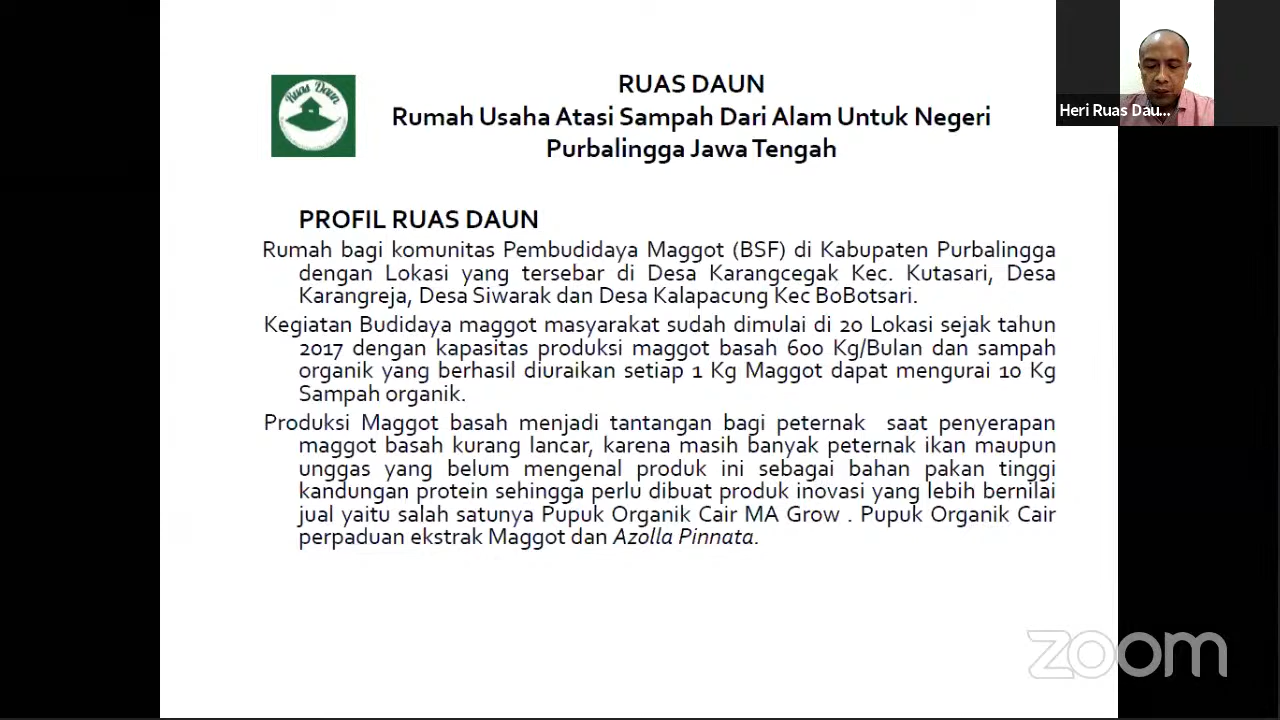 Ruas Daun
RUAS DAUN
Rumah Usaha Atasi Sampah Dari Alam Untuk Negeri
Purbalingga Jawa Tengah
Heri Ruas Dau...
PROFIL RUAS DAUN
Rumah bagi komunitas Pembudidaya Maggot (BSF) di Kabupaten Purbalingga
dengan Lokasi yang tersebar di Desa Karangcegak Kec. Kutasari, Desa
Karangreja, Desa Siwarak dan Desa Kalapacung Kec BoBotsari.
Kegiatan Budidaya maggot masyarakat sudah dimulai di 20 Lokasi sejak tahun
2017 dengan kapasitas produksi maggot basah 600 Kg/Bulan dan sampah
organik yang berhasil diuraikan setiap 1 Kg Maggot dapat mengurai 10 Kg
Sampah organik.
Produksi Maggot basah menjadi tantangan bagi peternak saat penyerapan
maggot basah kurang lancar, karena masih banyak peternak ikan maupun
unggas yang belum mengenal produk ini sebagai bahan pakan tinggi
kandungan protein sehingga perlu dibuat produk inovasi yang lebih bernilai
jual yaitu salah satunya Pupuk Organik Cair MA Grow . Pupuk Organik Cair
perpaduan ekstrak Maggot dan Azolla Pinnata.
zoom